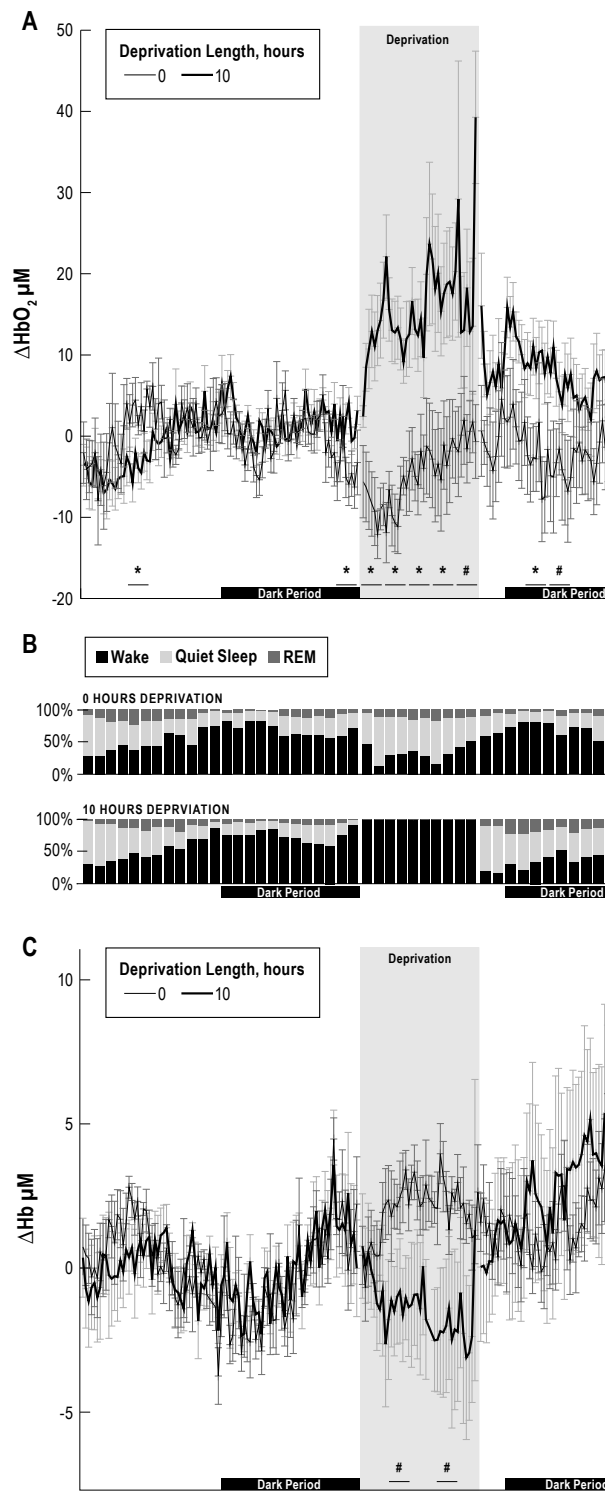 A
50
40
30
20
10
0
-10
-20
ΔHbO2 µM
Deprivation Length, hours
0 10
Deprivation
* * * * * * # * #
Dark Period Dark Period
B
Wake Quiet Sleep REM
0 HOURS DEPRIVATION
100%
50%
0%
10 HOURS DEPRVIATION
100%
50%
0%
Dark Period Dark Period
C
10
5
0
-5
ΔHb µM
Deprivation Length, hours
0 10
Deprivation
# #
Dark Period Dark Period